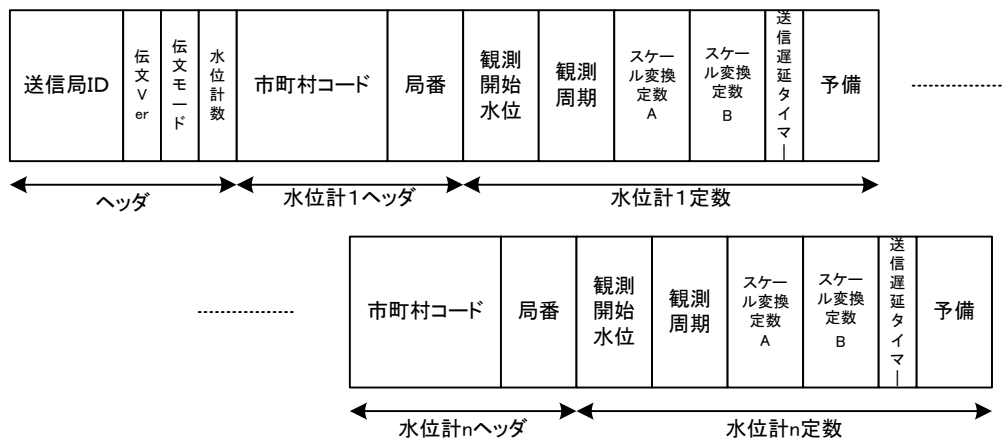 送信局ID
伝文Ver
伝文モード
水位計数
市町村コード
局番
観測
開始
水位
観測
周期
スケー
ル変換
定数
A
スケー
ル変換
定数
B
送信遅延タイマー
予備
ヘッダ
水位計1ヘッダ
水位計1定数
市町村コード
局番
観測
開始
水位
観測
周期
スケー
ル変換
定数
A
スケー
ル変換
定数
B
送信遅延タイマー
予備
水位計nヘッダ
水位計n定数